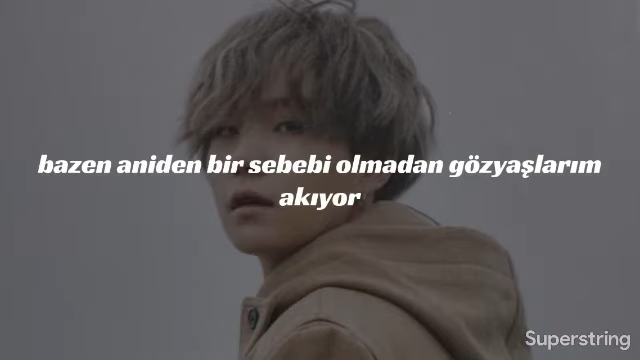 bazen aniden bir sebebi olmadan gözyaşlarım
akıyor
Superstring